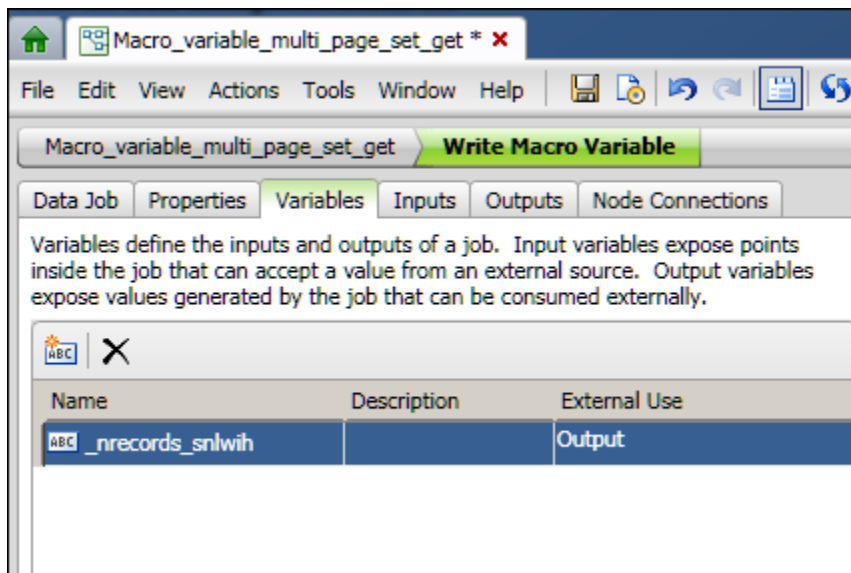 Macro_variable_multi_page_set_get *
File Edit View Actions Tools Window Help
Macro_variable_multi_page_set_get Write Macro Variable
Data Job Properties Variables Inputs Outputs Node Connections
Variables define the inputs and outputs of a job. Input variables expose points
inside the job that can accept a value from an external source. Output variables
expose values generated by the job that can be consumed externally.
ABC
Name Description External Use
ABC _nrecords_snlwih Output